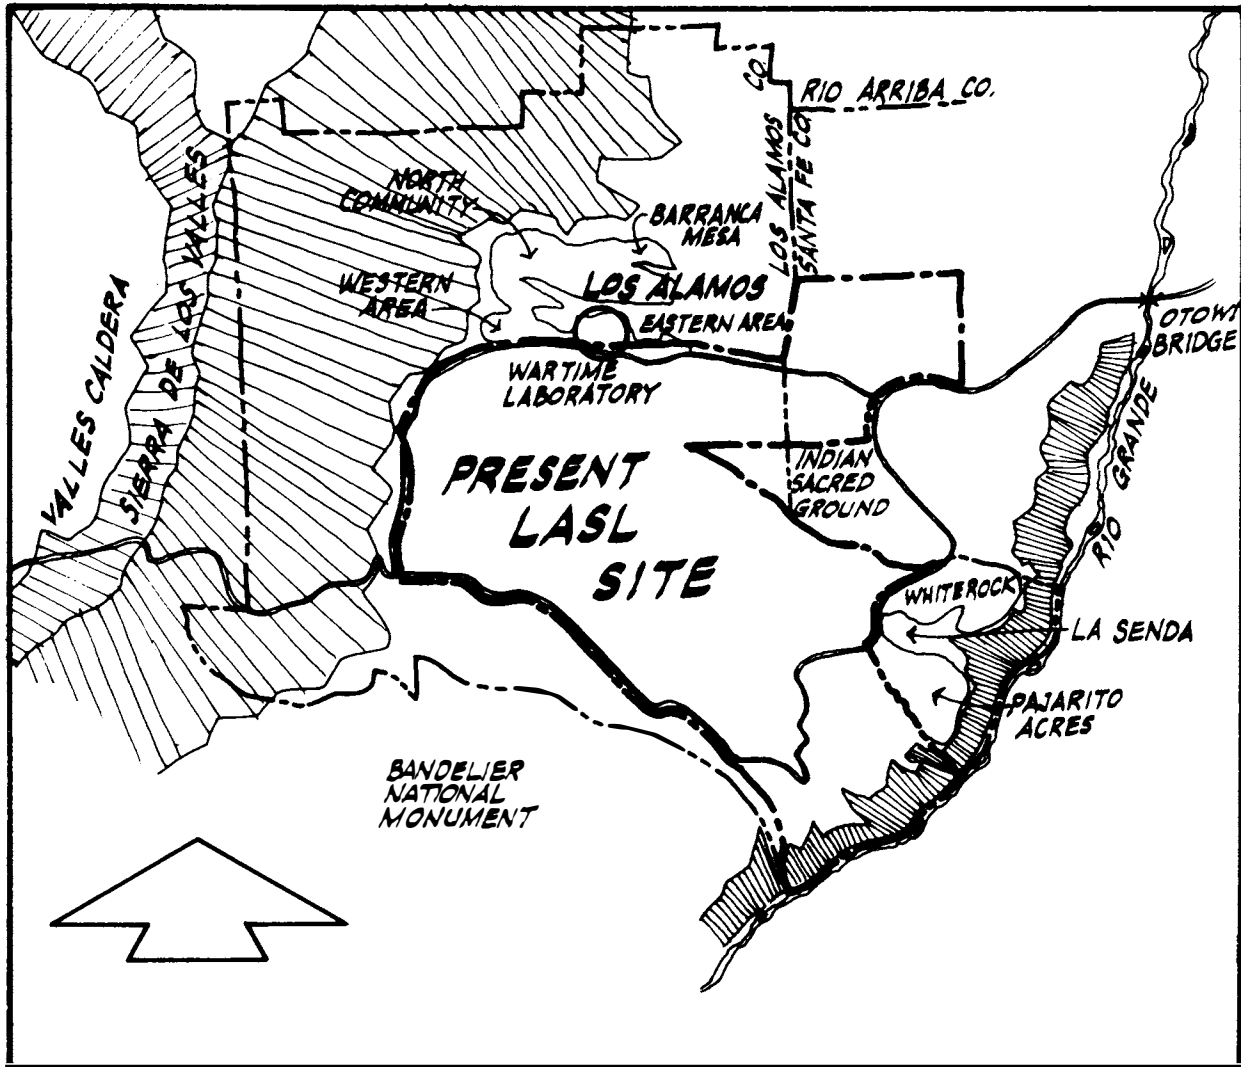 CO.
RIO ARRIBA CO.
LOS ALAMOS
SANTA FE CO.
NORTH
COMMUNITY
BARRANCA
MESA
WESTERN
AREA
LOS ALAMOS
EASTERN AREA
OTOWI
BRIDGE
WARTIME
LABORATORY
VALLES CALDERA
SIERRA DE LOS VALLES
RIO GRANDE
PRESENT
LASL
SITE
INDIAN
SACRED
GROUND
WHITEROCK
LA SENDA
PAJARITO
ACRES
BANDELIER
NATIONAL
MONUMENT